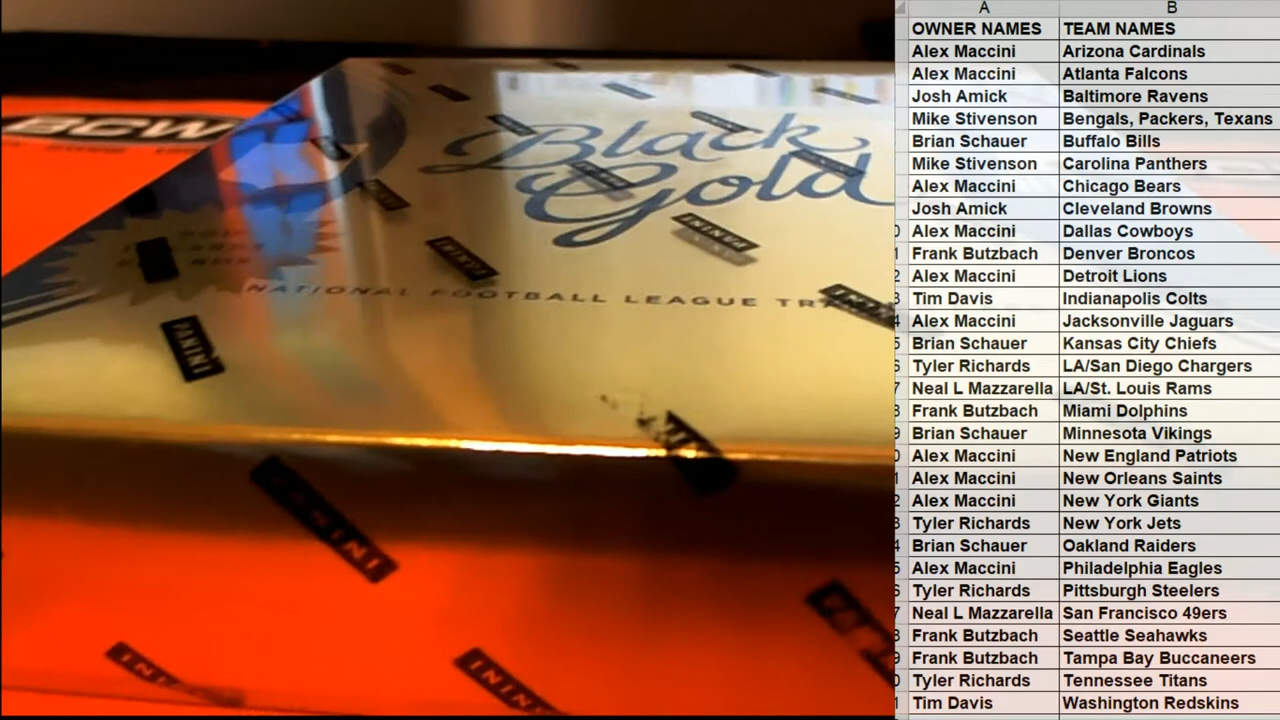 BCW
Black
Gold
NATIONAL FOOTBALL LEAGUE
PANINI
PANINI
A B
OWNER NAMES TEAM NAMES
Alex Maccini Arizona Cardinals
Alex Maccini Atlanta Falcons
Josh Amick Baltimore Ravens
Mike Stivenson Bengals, Packers, Texans
Brian Schauer Buffalo Bills
Mike Stivenson Carolina Panthers
Alex Maccini Chicago Bears
Josh Amick Cleveland Browns
Alex Maccini Dallas Cowboys
Frank Butzbach Denver Broncos
Alex Maccini Detroit Lions
Tim Davis Indianapolis Colts
Alex Maccini Jacksonville Jaguars
Brian Schauer Kansas City Chiefs
Tyler Richards LA/San Diego Chargers
Neal L Mazzarella LA/St. Louis Rams
Frank Butzbach Miami Dolphins
Brian Schauer Minnesota Vikings
Alex Maccini New England Patriots
Alex Maccini New Orleans Saints
Alex Maccini New York Giants
Tyler Richards New York Jets
Brian Schauer Oakland Raiders
Alex Maccini Philadelphia Eagles
Tyler Richards Pittsburgh Steelers
Neal L Mazzarella San Francisco 49ers
Frank Butzbach Seattle Seahawks
Frank Butzbach Tampa Bay Buccaneers
Tyler Richards Tennessee Titans
Tim Davis Washington Redskins